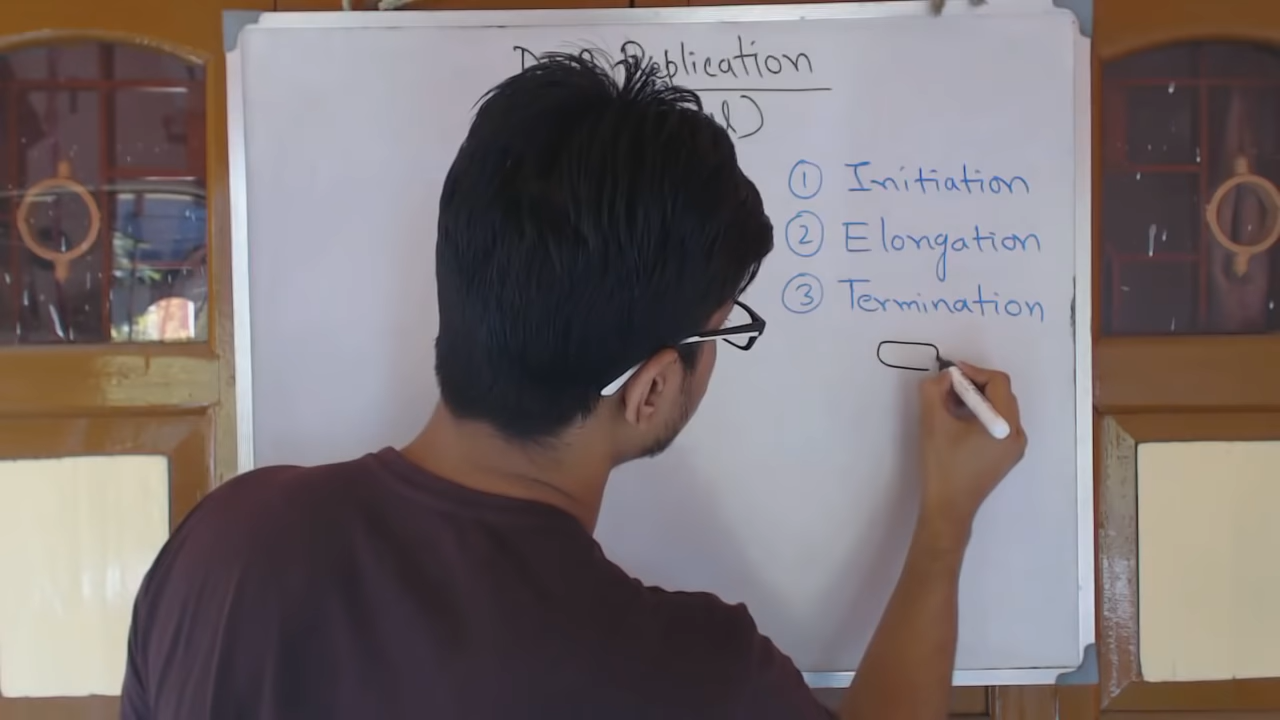 Replication
① Initiation
② Elongation
③ Termination